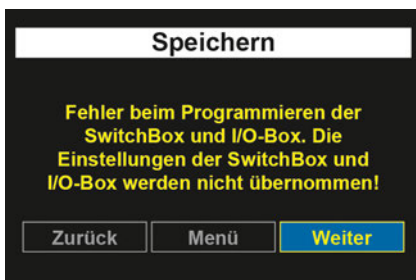 Speichern
Fehler beim Programmieren der
SwitchBox und I/O-Box. Die
Einstellungen der SwitchBox und
I/O-Box werden nicht übernommen!
Zurück Menü Weiter